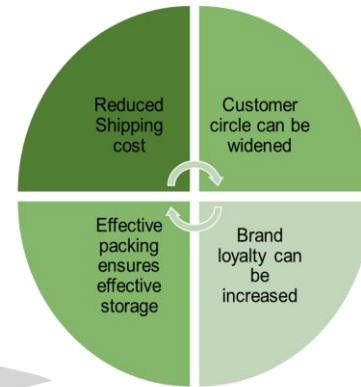 Reduced
Shipping
cost
Customer
circle can be
widened
Effective
packing
ensures
effective
storage
Brand
loyalty can
be
increased